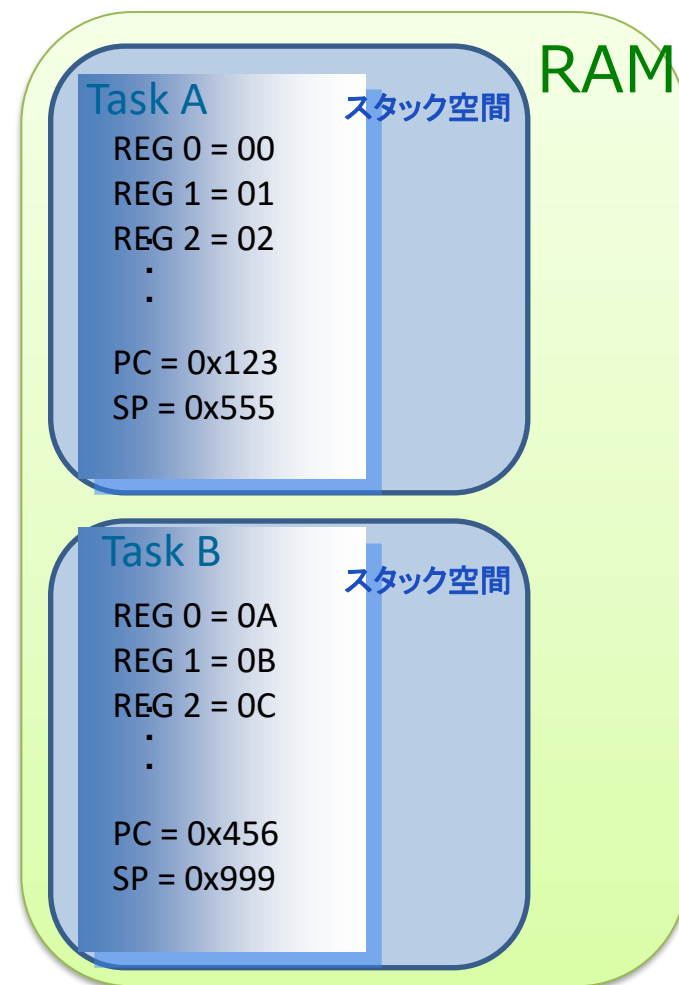 RAM
Task A
スタック空間
REG 0 = 00
REG 1 = 01
REG 2 = 02
・
・
・
PC = 0x123
SP = 0x555
Task B
スタック空間
REG 0 = 0A
REG 1 = 0B
REG 2 = 0C
・
・
・
PC = 0x456
SP = 0x999